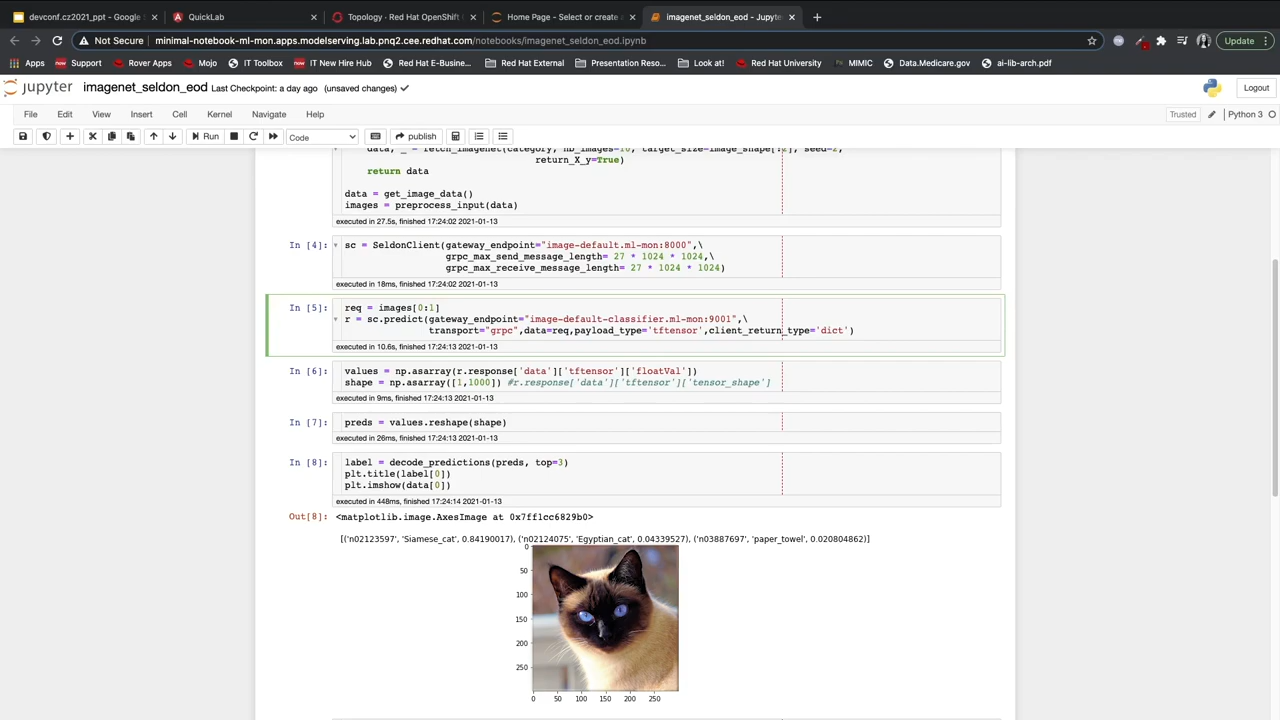 devconf.cz2021_ppt - Google S
QuickLab
Topology · Red Hat OpenShift
Home Page - Select or create a
imagenet_seldon_eod - Jupyte
Not Secure
minimal-notebook-ml-mon.apps.modelserving.lab.pnq2.cee.redhat.com/notebooks/imagenet_seldon_eod.ipynb
Update
Apps
Support
Rover Apps
Mojo
IT Toolbox
IT New Hire Hub
Red Hat E-Busine...
Red Hat External
Presentation Reso...
Look at!
Red Hat University
MIMIC
Data.Medicare.gov
ai-lib-arch.pdf
jupyter
imagenet_seldon_eod Last Checkpoint: a day ago (unsaved changes)
Logout
File Edit View Insert Cell Kernel Navigate Help
Trusted
Python 3
Run
Code
publish
data, _ = fetch_imagenet(category, nb_images=10, target_size=image_shape[:2], seed=2,
return_X_y=True)
return data
data = get_image_data()
images = preprocess_input(data)
executed in 27.5s, finished 17:24:02 2021-01-13
In [4]:
sc = SeldonClient(gateway_endpoint="image-default.ml-mon:8000",\
grpc_max_send_message_length= 27 * 1024 * 1024,\
grpc_max_receive_message_length= 27 * 1024 * 1024)
executed in 18ms, finished 17:24:02 2021-01-13
In [5]:
req = images[0:1]
r = sc.predict(gateway_endpoint="image-default-classifier.ml-mon:9001",\
transport="grpc",data=req,payload_type='tftensor',client_return_type='dict')
executed in 10.6s, finished 17:24:13 2021-01-13
In [6]:
values = np.asarray(r.response['data']['tftensor']['floatVal'])
shape = np.asarray([1,1000]) #r.response['data']['tftensor']['tensor_shape']
executed in 9ms, finished 17:24:13 2021-01-13
In [7]:
preds = values.reshape(shape)
executed in 26ms, finished 17:24:13 2021-01-13
In [8]:
label = decode_predictions(preds, top=3)
plt.title(label[0])
plt.imshow(data[0])
executed in 448ms, finished 17:24:14 2021-01-13
Out[8]:
<matplotlib.image.AxesImage at 0x7ff1cc6829b0>
[('n02123597', 'Siamese_cat', 0.84190017), ('n02124075', 'Egyptian_cat', 0.04339527), ('n03887697', 'paper_towel', 0.020804862)]
0
50
100
150
200
250
0 50 100 150 200 250